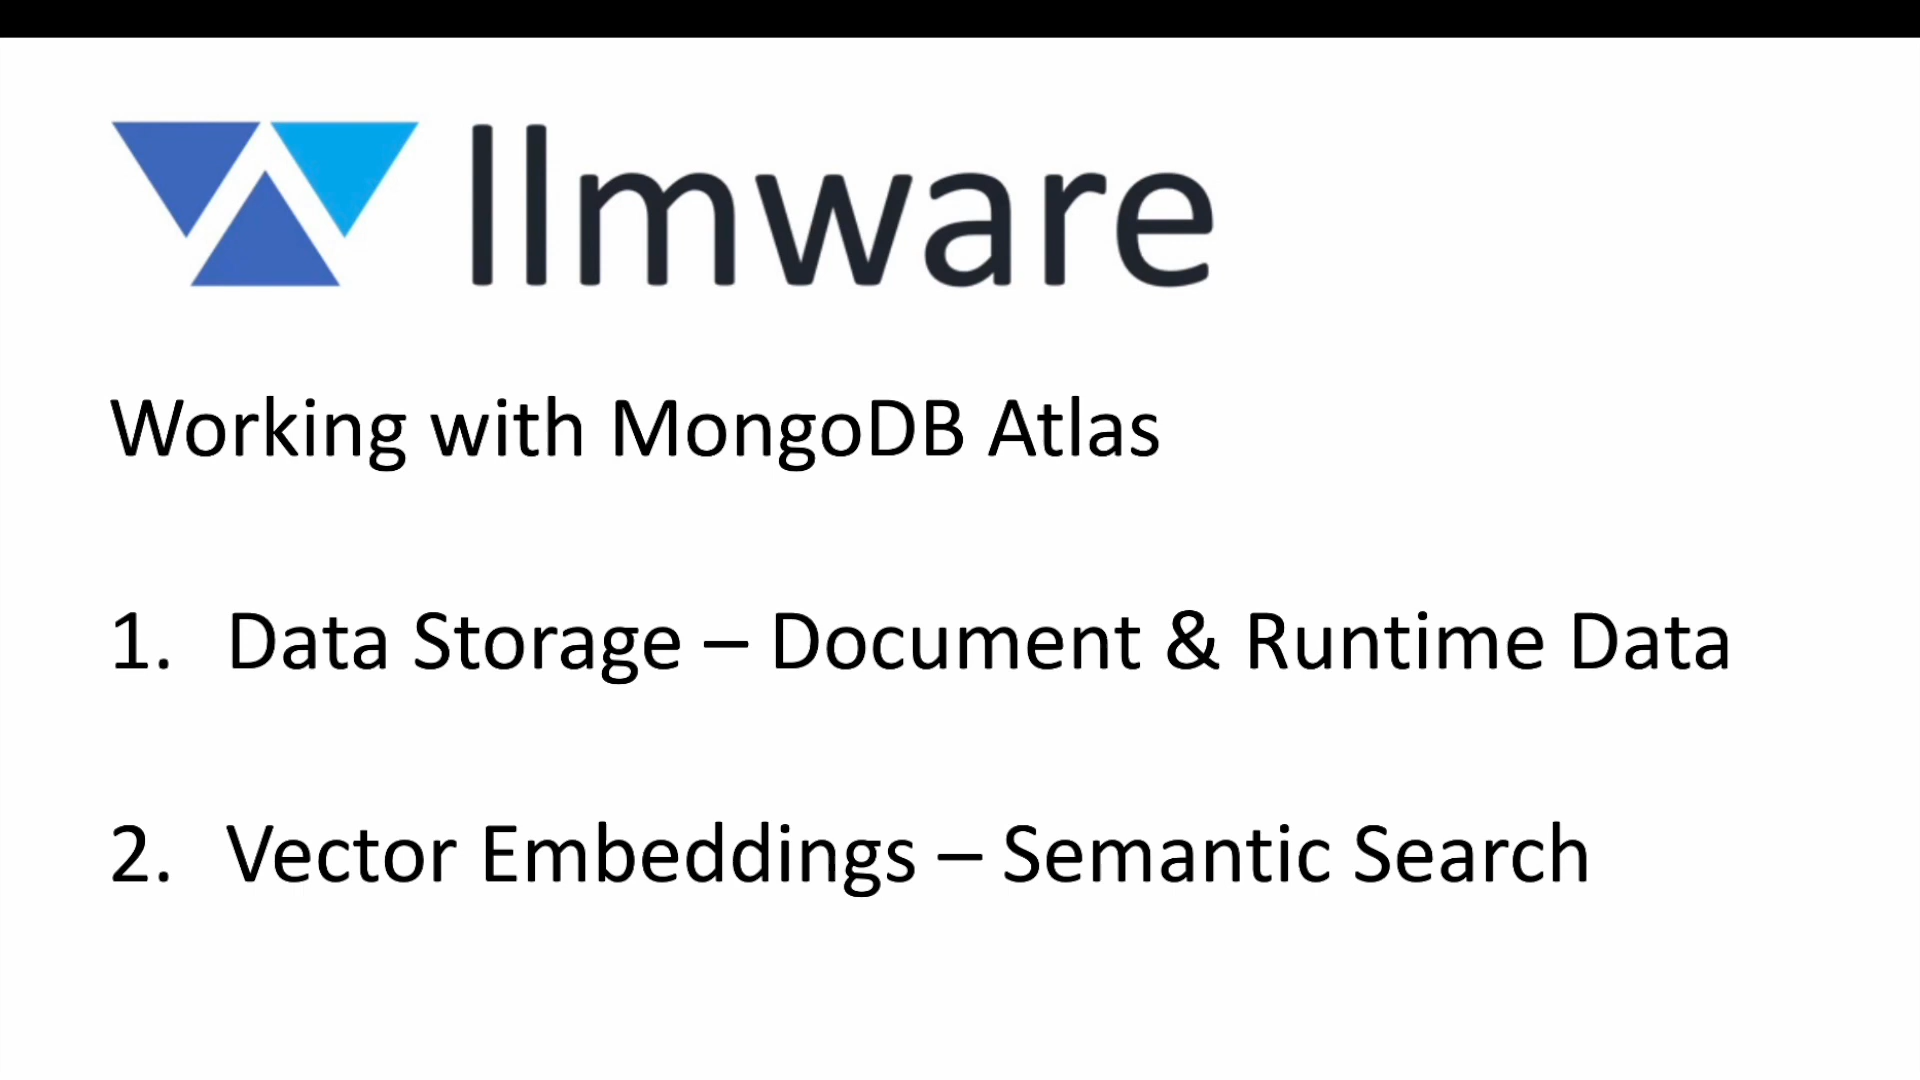 llmware
Working with MongoDB Atlas
1. Data Storage – Document & Runtime Data
2. Vector Embeddings – Semantic Search